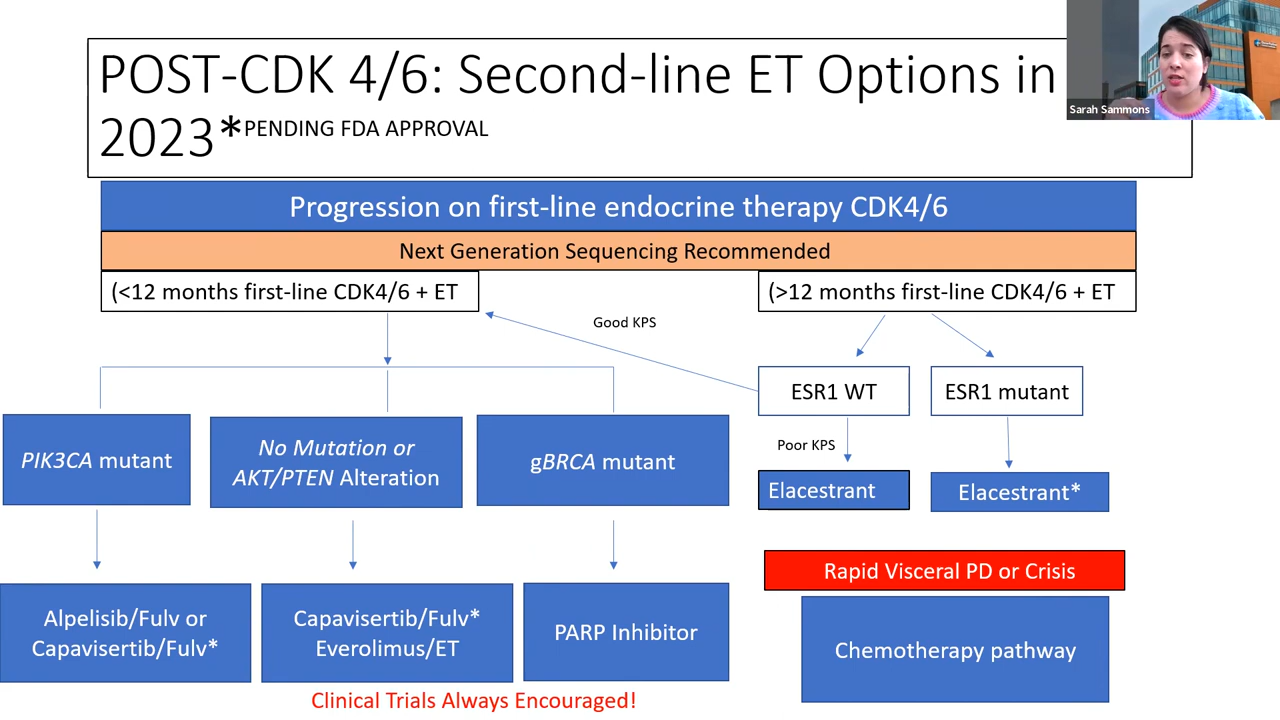 POST-CDK 4/6: Second-line ET Options in
2023*PENDING FDA APPROVAL
Sarah Sammons
Progression on first-line endocrine therapy CDK4/6
Next Generation Sequencing Recommended
(<12 months first-line CDK4/6 + ET
(>12 months first-line CDK4/6 + ET
Good KPS
ESR1 WT
ESR1 mutant
Poor KPS
PIK3CA mutant
No Mutation or
AKT/PTEN Alteration
gBRCA mutant
Elacestrant
Elacestrant*
Rapid Visceral PD or Crisis
Alpelisib/Fulv or
Capavisertib/Fulv*
Capavisertib/Fulv*
Everolimus/ET
PARP Inhibitor
Chemotherapy pathway
Clinical Trials Always Encouraged!